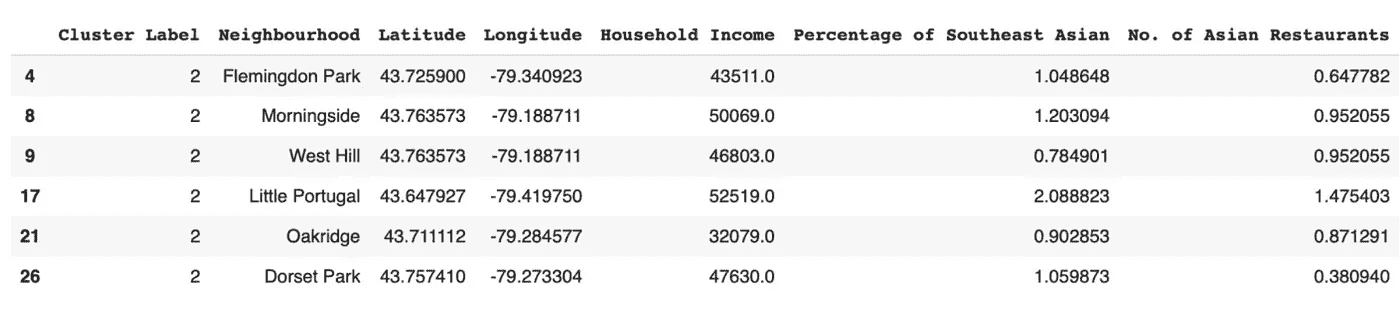 Cluster Label Neighbourhood Latitude Longitude Household Income Percentage of Southeast Asian No. of Asian Restaurants
4 2 Flemingdon Park 43.725900 -79.340923 43511.0 1.048648 0.647782
8 2 Morningside 43.763573 -79.188711 50069.0 1.203094 0.952055
9 2 West Hill 43.763573 -79.188711 46803.0 0.784901 0.952055
17 2 Little Portugal 43.647927 -79.419750 52519.0 2.088823 1.475403
21 2 Oakridge 43.711112 -79.284577 32079.0 0.902853 0.871291
26 2 Dorset Park 43.757410 -79.273304 47630.0 1.059873 0.380940